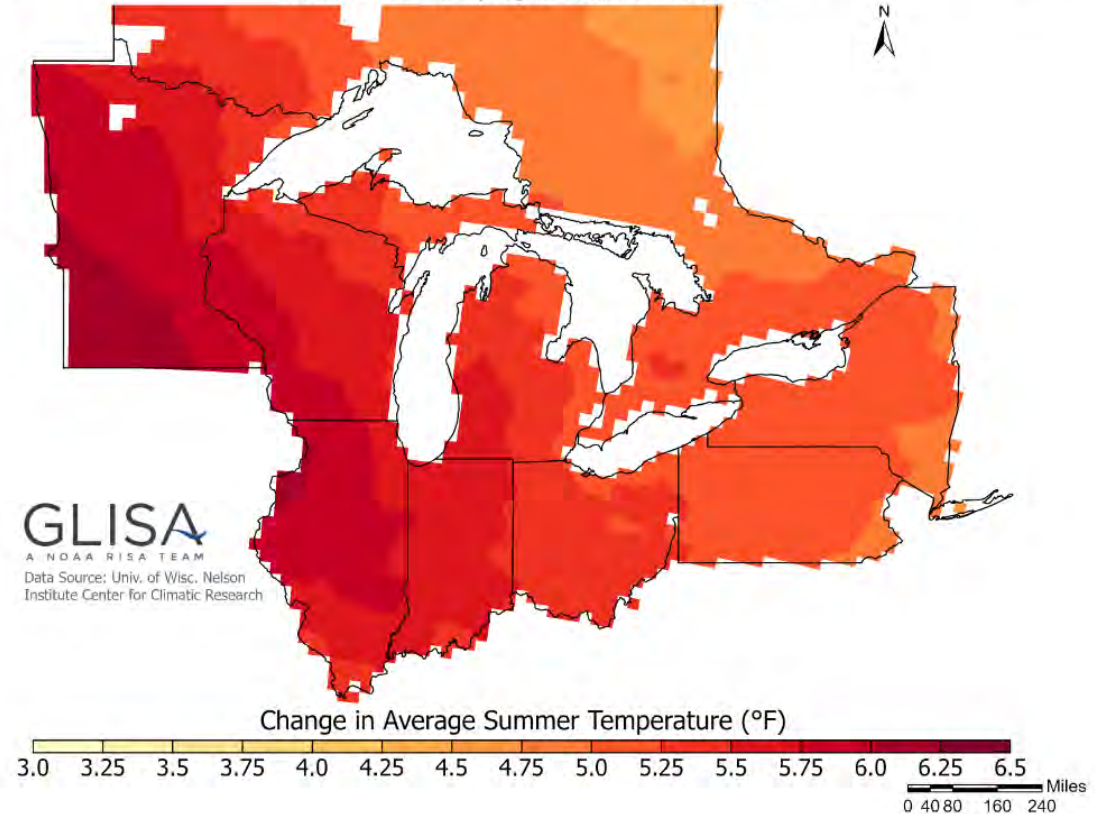 N
GLISA
A NOAA RISA TEAM
Data Source: Univ. of Wisc. Nelson
Institute Center for Climatic Research
Change in Average Summer Temperature (°F)
3.0 3.25 3.5 3.75 4.0 4.25 4.5 4.75 5.0 5.25 5.5 5.75 6.0 6.25 6.5
Miles
0 40 80 160 240